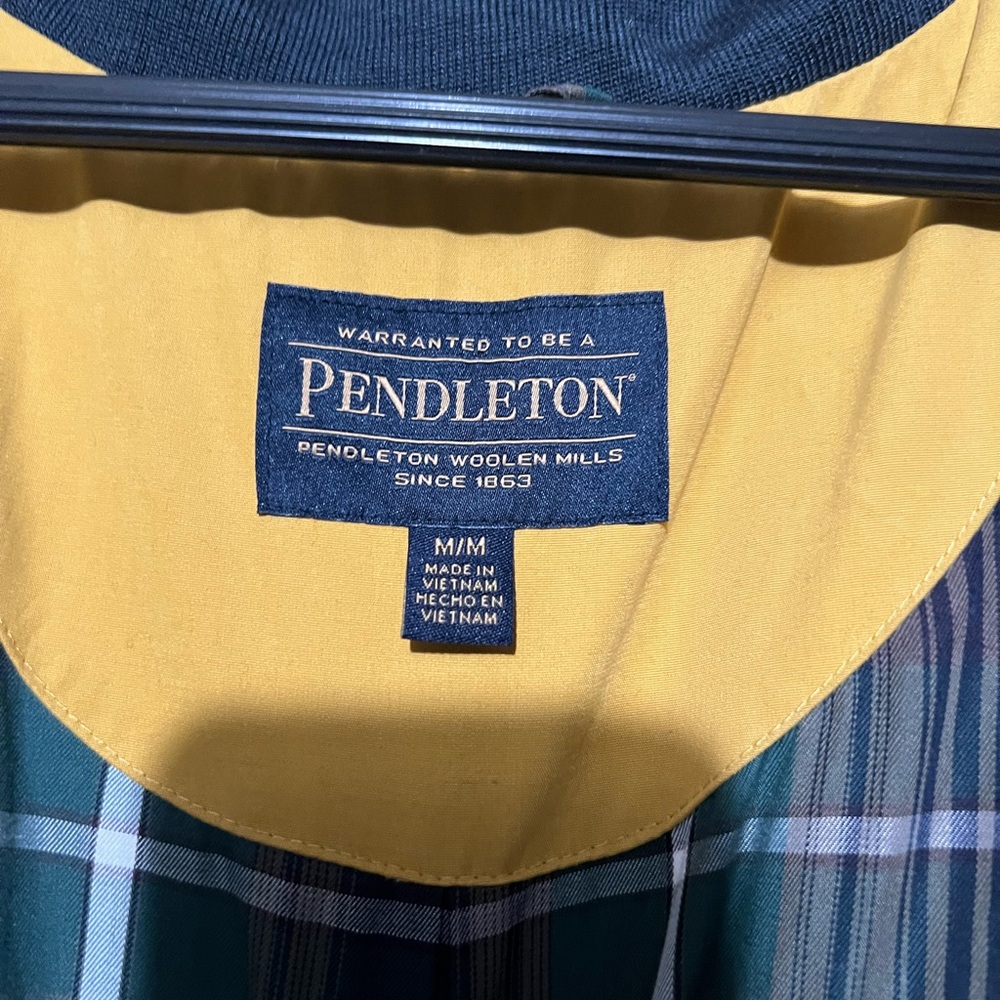 WARRANTED TO BE A
PENDLETON®
PENDLETON WOOLEN MILLS
SINCE 1863
M/M
MADE IN
VIETNAM
HECHO EN
VIETNAM